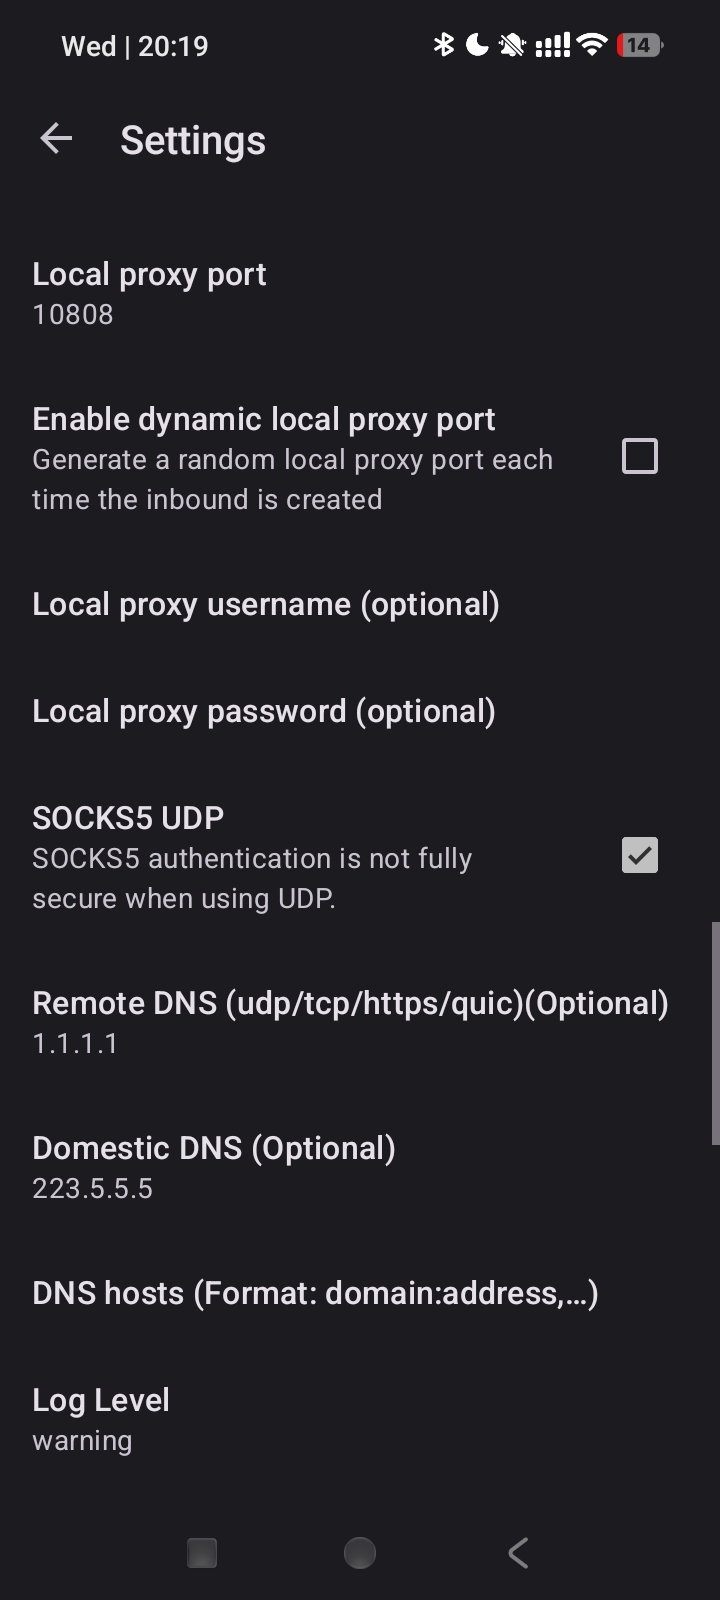 Wed | 20:19
14
Settings
Local proxy port
10808
Enable dynamic local proxy port
Generate a random local proxy port each
time the inbound is created
Local proxy username (optional)
Local proxy password (optional)
SOCKS5 UDP
SOCKS5 authentication is not fully
secure when using UDP.
Remote DNS (udp/tcp/https/quic)(Optional)
1.1.1.1
Domestic DNS (Optional)
223.5.5.5
DNS hosts (Format: domain:address,…)
Log Level
warning